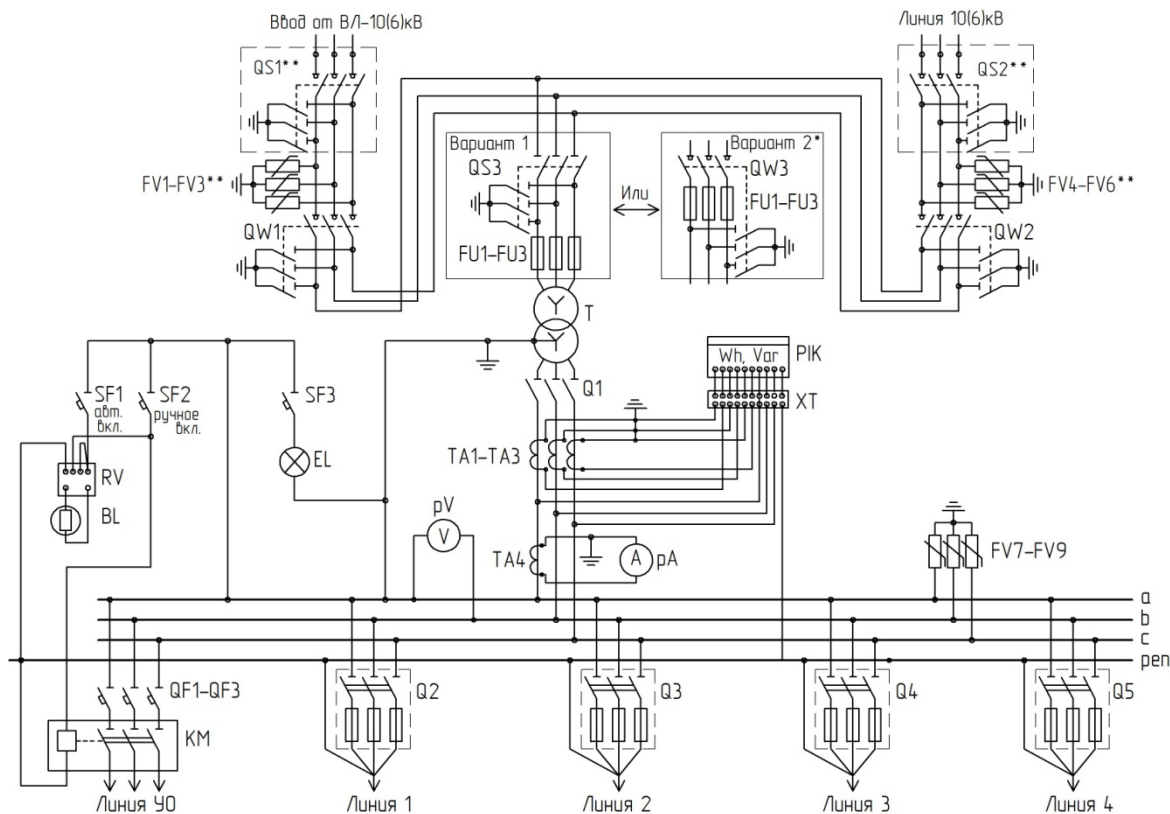 Ввод от ВЛ-10(6)кВ
Линия 10(6)кВ
QS1**
QS2**
Вариант 1
Вариант 2*
QS3
QW3
FV1-FV3**
Или
FU1-FU3
FV4-FV6**
QW1
FU1-FU3
QW2
T
Wh, Var
PIK
SF1
авт.
вкл.
SF2
ручное
вкл.
SF3
Q1
XT
TA1-TA3
EL
RV
BL
pV
V
TA4
A
pA
FV7-FV9
a
b
c
pen
QF1-QF3
Q2
Q3
Q4
Q5
KM
Линия УО
Линия 1
Линия 2
Линия 3
Линия 4